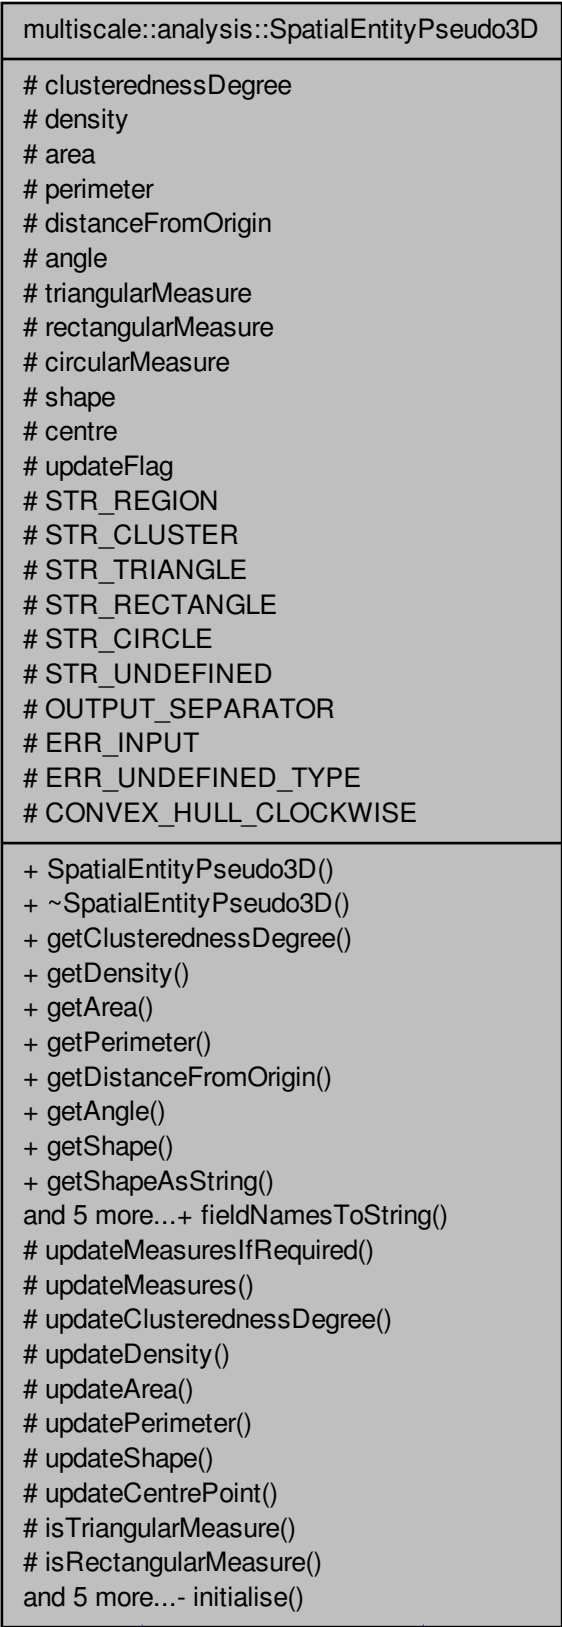 multiscale::analysis::SpatialEntityPseudo3D
# clusterednessDegree
# density
# area
# perimeter
# distanceFromOrigin
# angle
# triangularMeasure
# rectangularMeasure
# circularMeasure
# shape
# centre
# updateFlag
# STR_REGION
# STR_CLUSTER
# STR_TRIANGLE
# STR_RECTANGLE
# STR_CIRCLE
# STR_UNDEFINED
# OUTPUT_SEPARATOR
# ERR_INPUT
# ERR_UNDEFINED_TYPE
# CONVEX_HULL_CLOCKWISE
+ SpatialEntityPseudo3D()
+ ~SpatialEntityPseudo3D()
+ getClusterednessDegree()
+ getDensity()
+ getArea()
+ getPerimeter()
+ getDistanceFromOrigin()
+ getAngle()
+ getShape()
+ getShapeAsString()
and 5 more...+ fieldNamesToString()
# updateMeasuresIfRequired()
# updateMeasures()
# updateClusterednessDegree()
# updateDensity()
# updateArea()
# updatePerimeter()
# updateShape()
# updateCentrePoint()
# isTriangularMeasure()
# isRectangularMeasure()
and 5 more...- initialise()